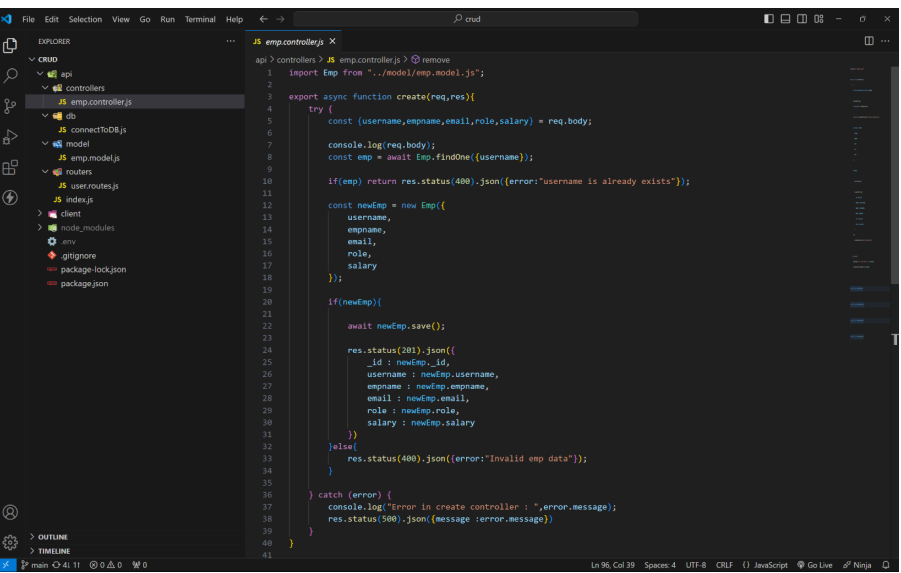 File Edit Selection View Go Run Terminal Help
crud
EXPLORER
CRUD
api
controllers
JS emp.controller.js
db
JS connectToDB.js
model
JS emp.model.js
routers
JS user.routes.js
JS index.js
client
node_modules
.env
.gitignore
package-lock.json
package.json
OUTLINE
TIMELINE
JS emp.controller.js
api > controllers > JS emp.controller.js > remove
1 import Emp from "../model/emp.model.js";
2
3 export async function create(req,res){
4 try {
5 const {username,empname,email,role,salary} = req.body;
6
7 console.log(req.body);
8 const emp = await Emp.findOne({username});
9
10 if(emp) return res.status(400).json({error:"username is already exists"});
11
12 const newEmp = new Emp({
13 username,
14 empname,
15 email,
16 role,
17 salary
18 });
19
20 if(newEmp){
21
22 await newEmp.save();
23
24 res.status(201).json({
25 _id : newEmp._id,
26 username : newEmp.username,
27 empname : newEmp.empname,
28 email : newEmp.email,
29 role : newEmp.role,
30 salary : newEmp.salary
31 })
32 }else{
33 res.status(400).json({error:"Invalid emp data"});
34 }
35
36 } catch (error) {
37 console.log("Error in create controller : ",error.message);
38 res.status(500).json({message :error.message})
39 }
40 }
41
main 4↓ 1↑ 0 0 0 Ln 96, Col 39 Spaces: 4 UTF-8 CRLF {} JavaScript Go Live Ninja